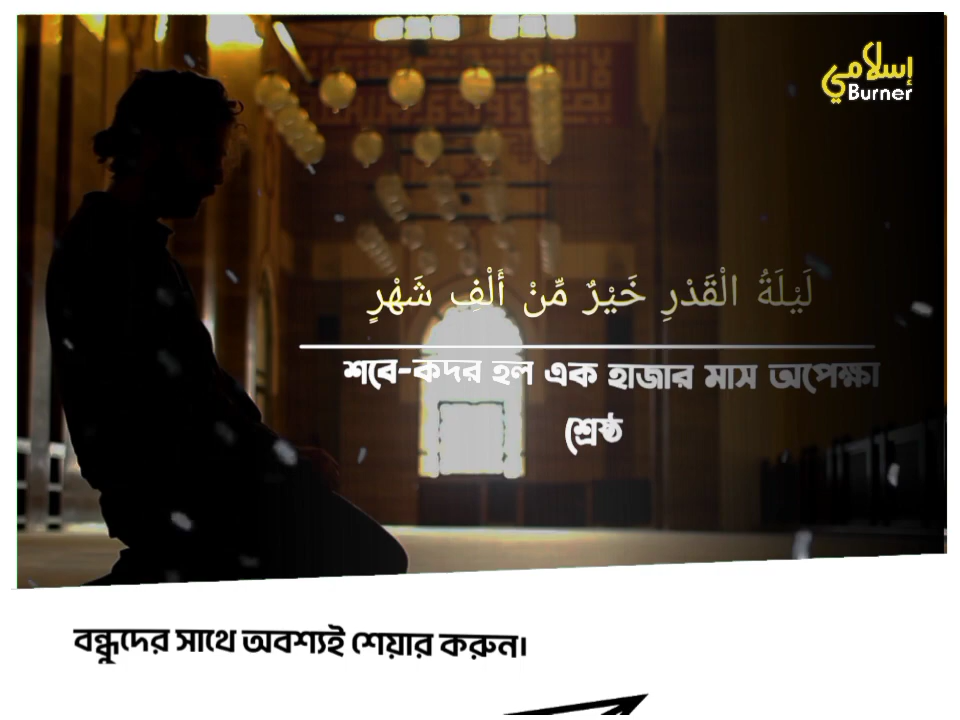 إسلامي
Burner
لَيْلَةُ الْقَدْرِ خَيْرٌ مِّنْ أَلْفِ شَهْرٍ
শবে-কদর হল এক হাজার মাস অপেক্ষা
শ্রেষ্ঠ
বন্ধুদের সাথে অবশ্যই শেয়ার করুন।